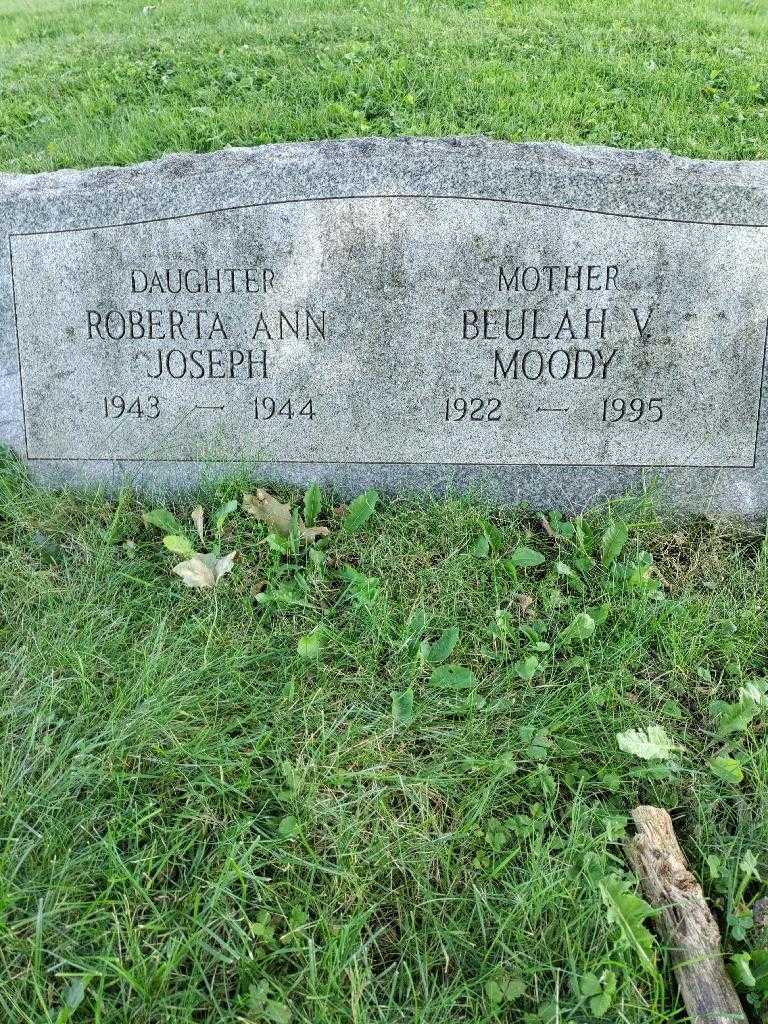 DAUGHTER
ROBERTA ANN
JOSEPH
1943 — 1944
MOTHER
BEULAH V.
MOODY
1922 — 1995